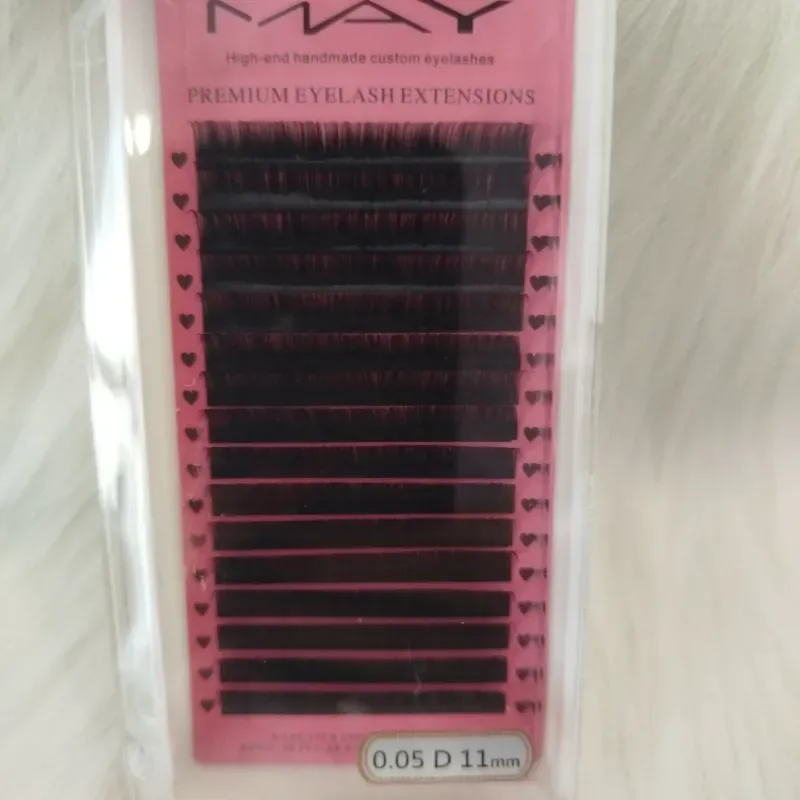 MAY
High-end handmade custom eyelashes
PREMIUM EYELASH EXTENSIONS
0.05 D 11mm